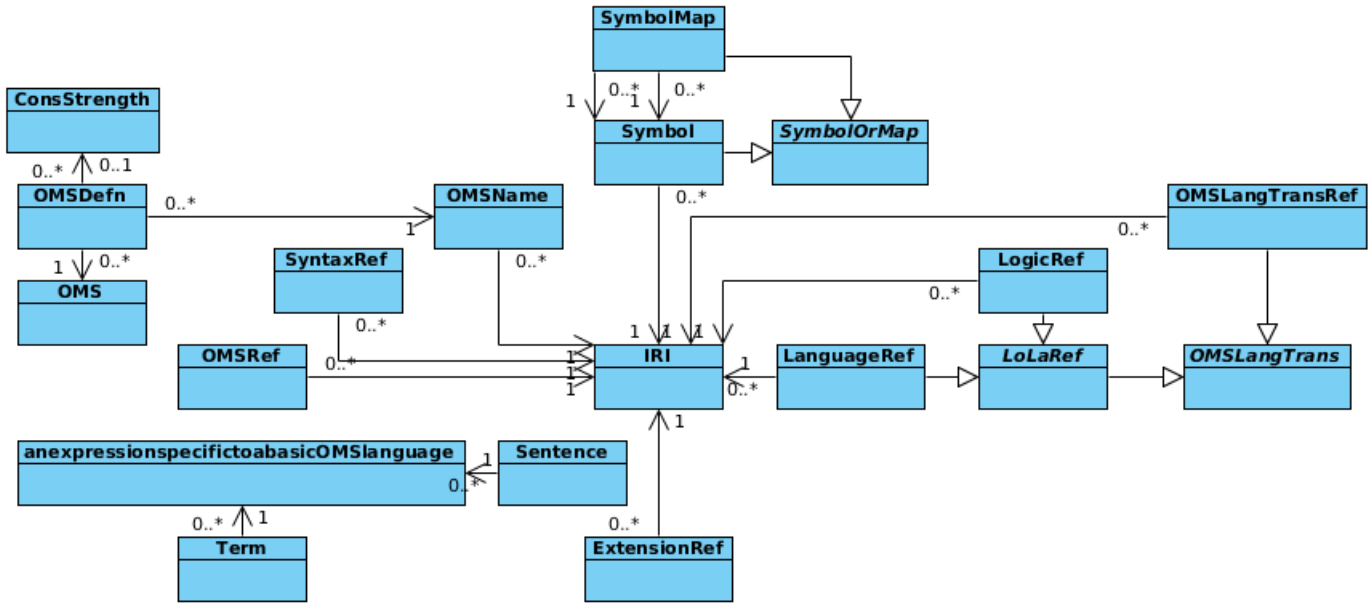 SymbolMap
ConsStrength
1
0..*
1
0..*
Symbol
SymbolOrMap
0..*
0..1
OMSDefn
0..*
1
OMSName
0..*
OMSLangTransRef
0..*
1
0..*
OMS
SyntaxRef
0..*
0..*
LogicRef
0..*
1
1
1
OMSRef
0..*
1
1
1
IRI
1
0..*
LanguageRef
LoLaRef
OMSLangTrans
1
anexpressionspecifictoabasicOMSlanguage
1
0..*
Sentence
0..*
1
Term
0..*
ExtensionRef